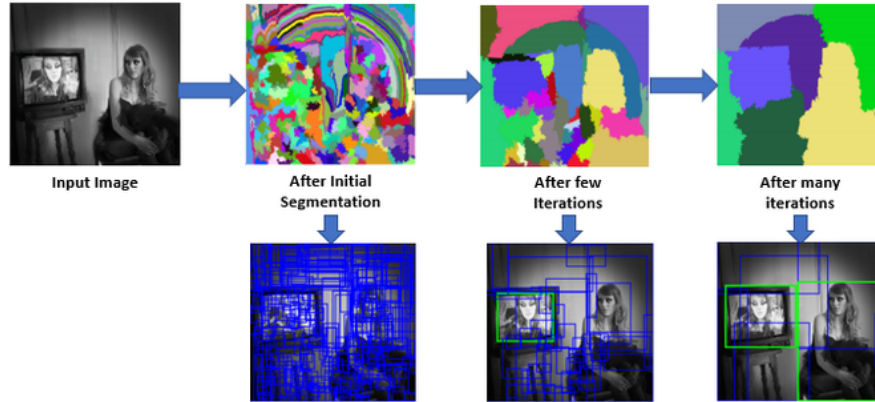 Input Image
After Initial
Segmentation
After few
Iterations
After many
iterations